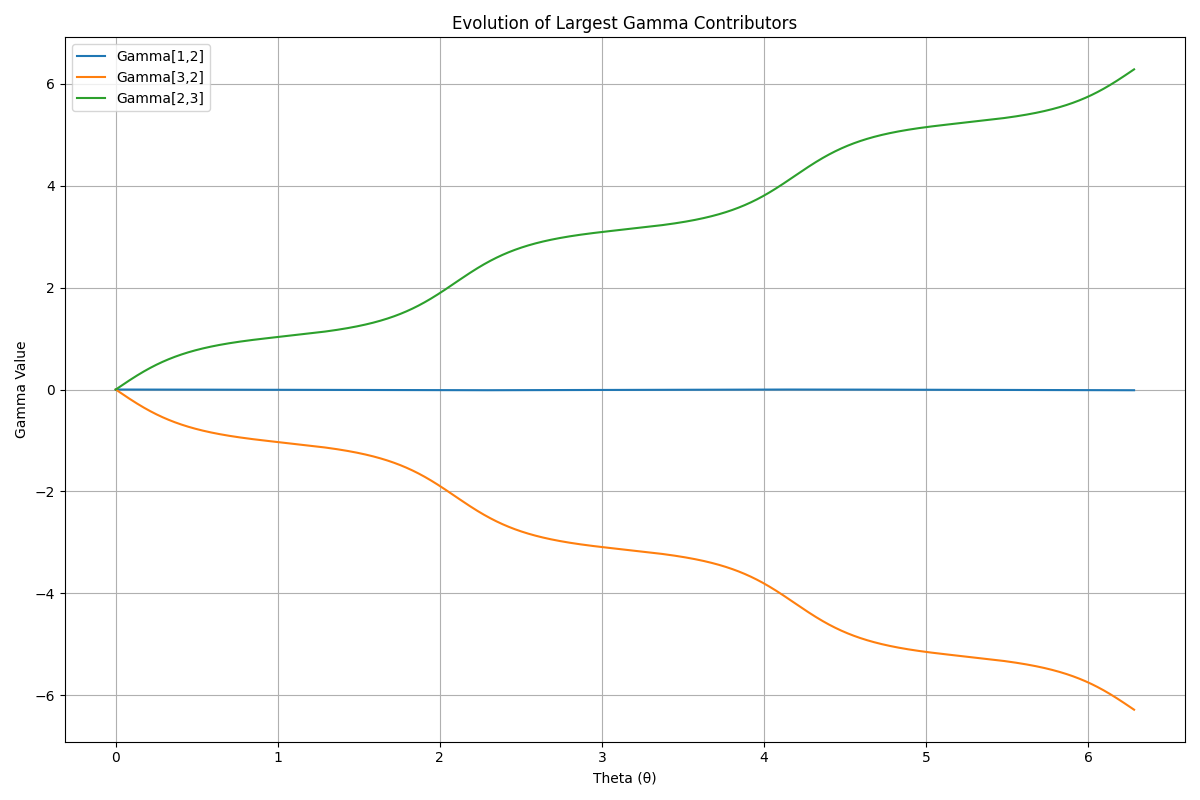 Evolution of Largest Gamma Contributors
Gamma[1,2]
Gamma[3,2]
Gamma[2,3]
Gamma Value
6
4
2
0
−2
−4
−6
0 1 2 3 4 5 6
Theta (θ)